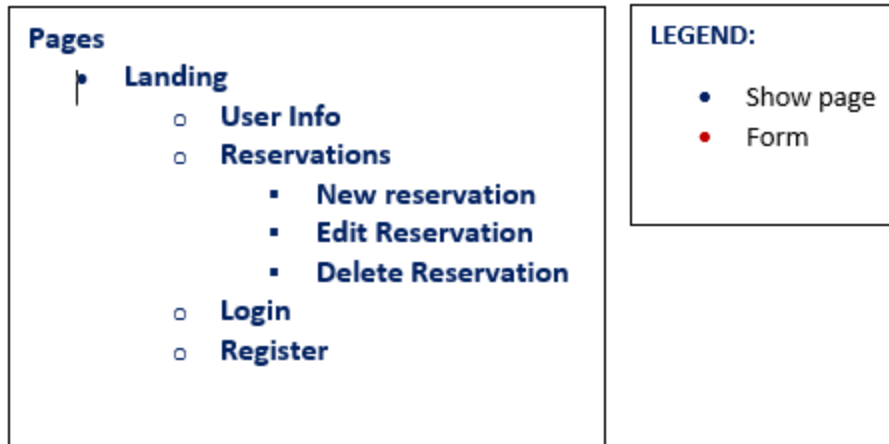 Pages
Landing
User Info
Reservations
New reservation
Edit Reservation
Delete Reservation
Login
Register
LEGEND:
Show page
Form